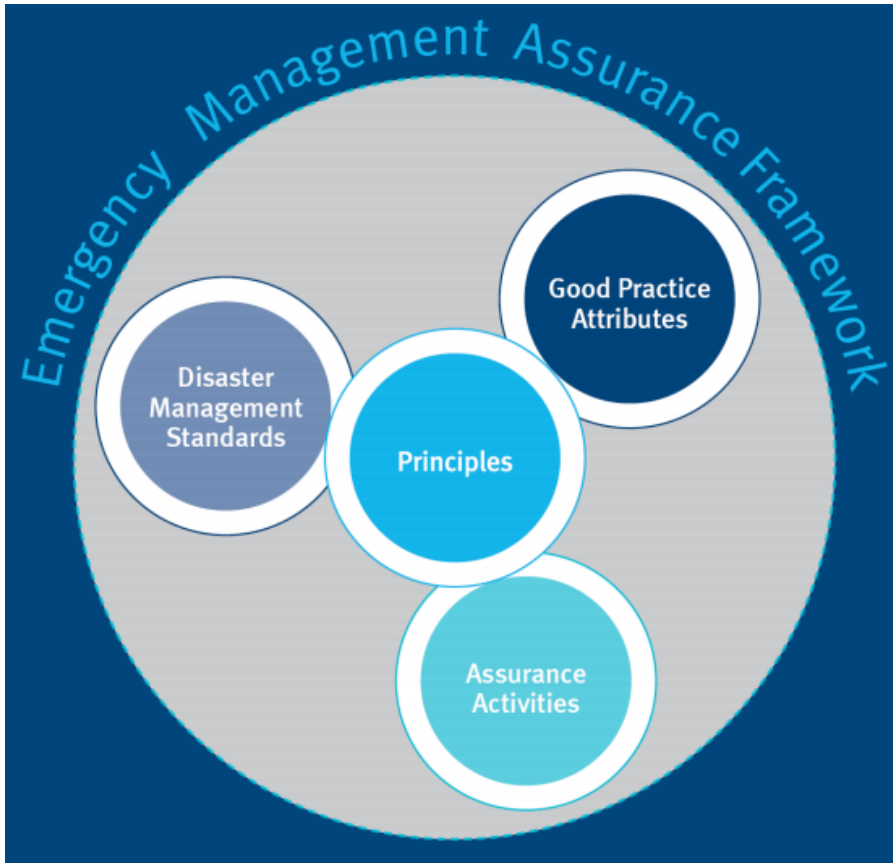 Emergency Management Assurance Framework
Good Practice
Attributes
Disaster
Management
Standards
Principles
Assurance
Activities